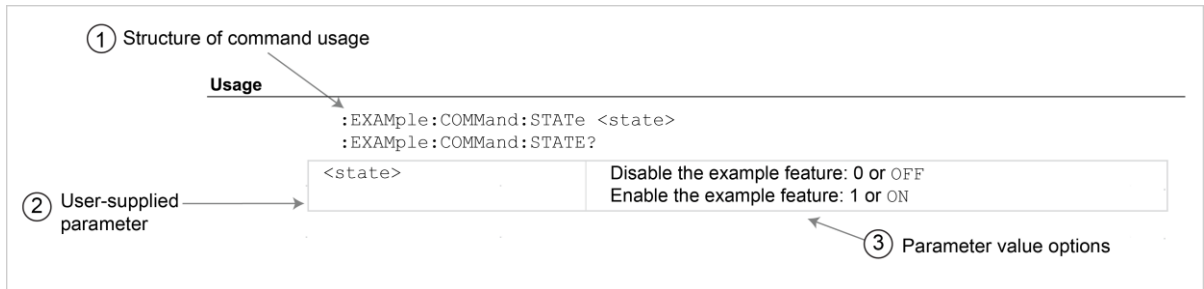 1 Structure of command usage
Usage
:EXAMple:COMMand:STATe <state>
:EXAMple:COMMand:STATE?
<state> Disable the example feature: 0 or OFF
Enable the example feature: 1 or ON
2 User-supplied
parameter
3 Parameter value options